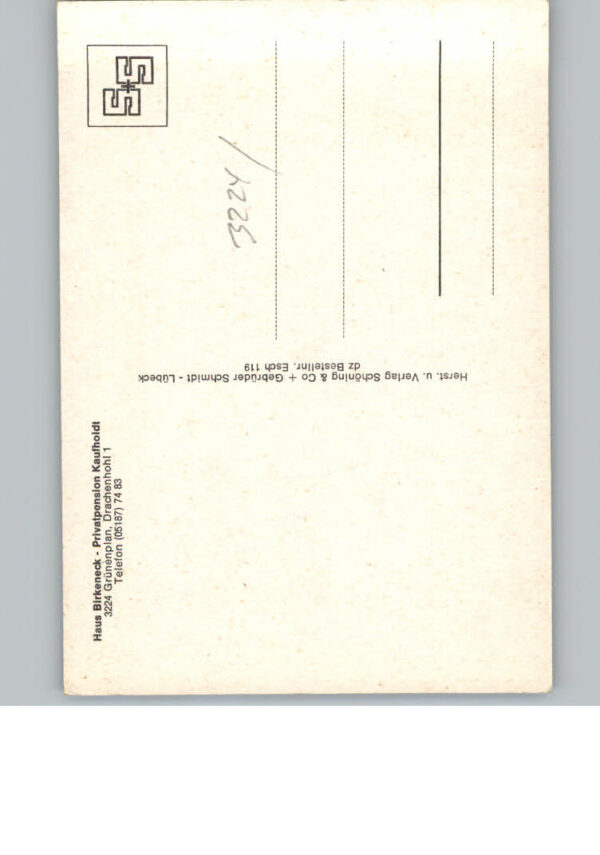 Haus Birkeneck - Privatpension Kaufholdt
3224 Grünenplan, Drachenhohl 1
Telefon (05187) 74 83
Herst. u. Verlag Schöning & Co + Gebrüder Schmidt - Lübeck
dz Bestellnr. Esch 119
S+S
3224 /